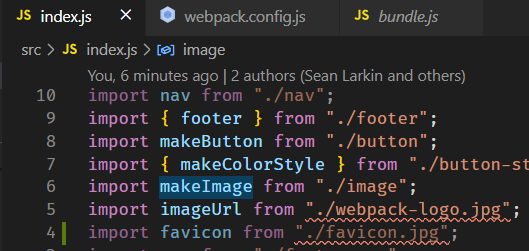 JS index.js × webpack.config.js JS bundle.js
src > JS index.js > image
You, 6 minutes ago | 2 authors (Sean Larkin and others)
10 import nav from "./nav";
9 import { footer } from "./footer";
8 import makeButton from "./button";
7 import { makeColorStyle } from "./button-st
6 import makeImage from "./image";
5 import imageUrl from "./webpack-logo.jpg";
4 import favicon from "./favicon.jpg";